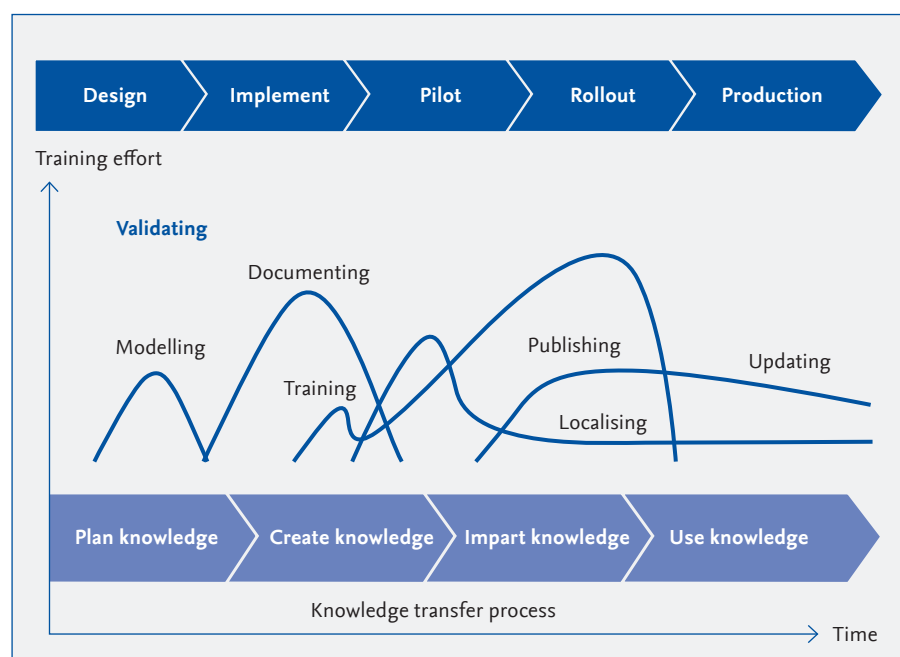 Design Implement Pilot Rollout Production
Training effort
Validating
Documenting
Modelling
Publishing
Updating
Training
Localising
Plan knowledge Create knowledge Impart knowledge Use knowledge
Knowledge transfer process
Time